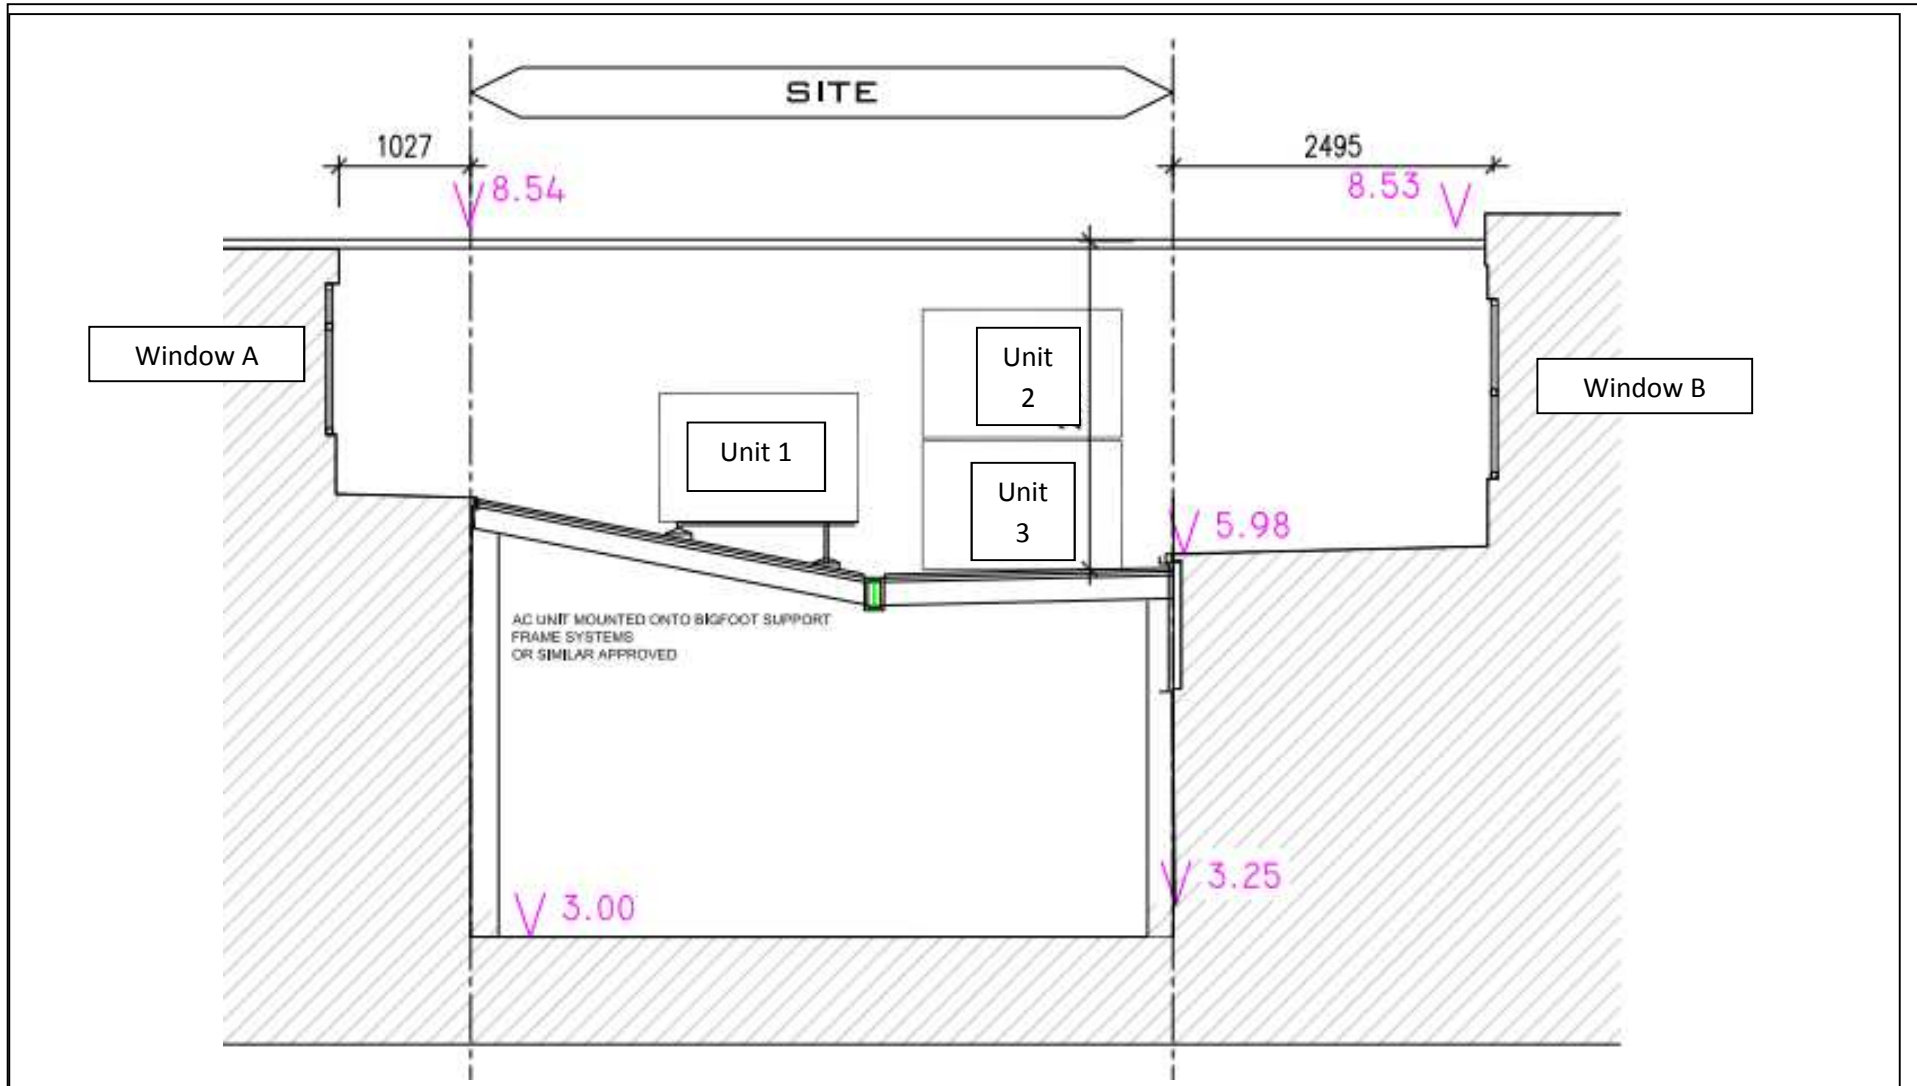 SITE
1027
2495
8.54
8.53
Window A
Unit
2
Window B
Unit 1
Unit
3
5.98
AC UNIT MOUNTED ONTO BIGFOOT SUPPORT
FRAME SYSTEMS
OR SIMILAR APPROVED
3.25
3.00